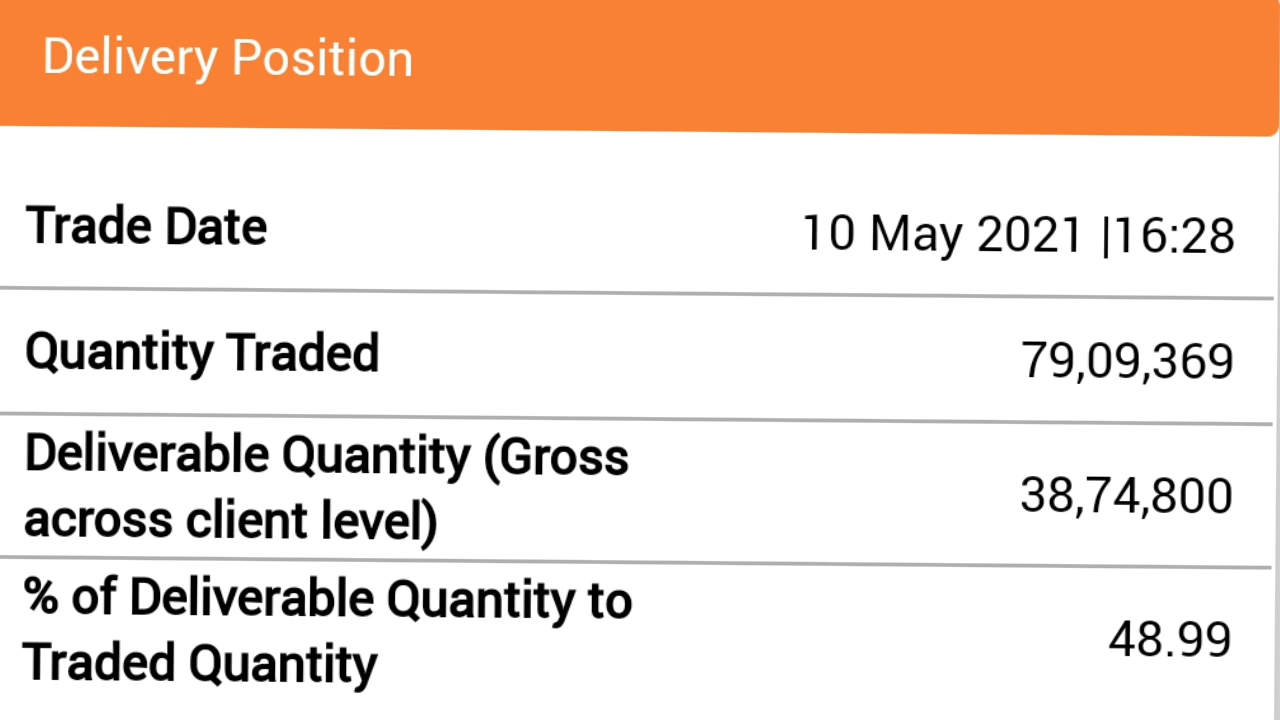 Delivery Position
Trade Date 10 May 2021 |16:28
Quantity Traded 79,09,369
Deliverable Quantity (Gross
across client level) 38,74,800
% of Deliverable Quantity to
Traded Quantity 48.99